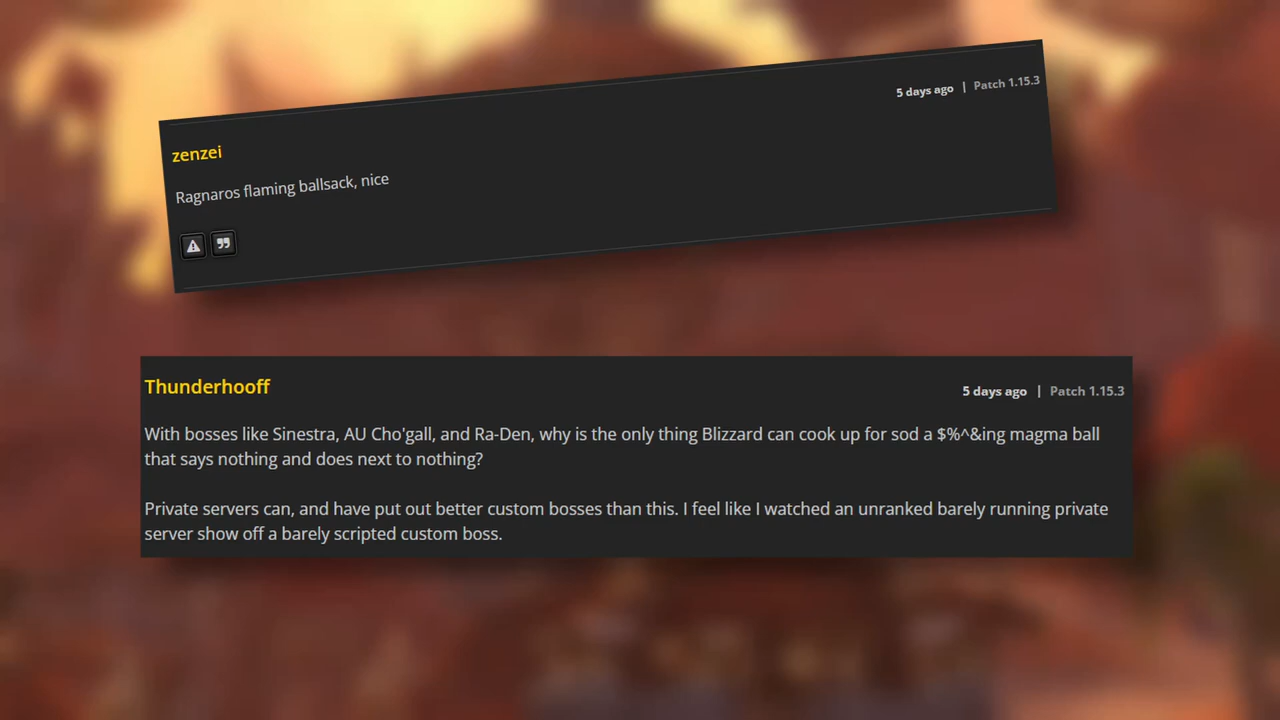 5 days ago | Patch 1.15.3
zenzei
Ragnaros flaming ballsack, nice
Thunderhooff
5 days ago | Patch 1.15.3
With bosses like Sinestra, AU Cho'gall, and Ra-Den, why is the only thing Blizzard can cook up for sod a $%^&ing magma ball
that says nothing and does next to nothing?
Private servers can, and have put out better custom bosses than this. I feel like I watched an unranked barely running private
server show off a barely scripted custom boss.